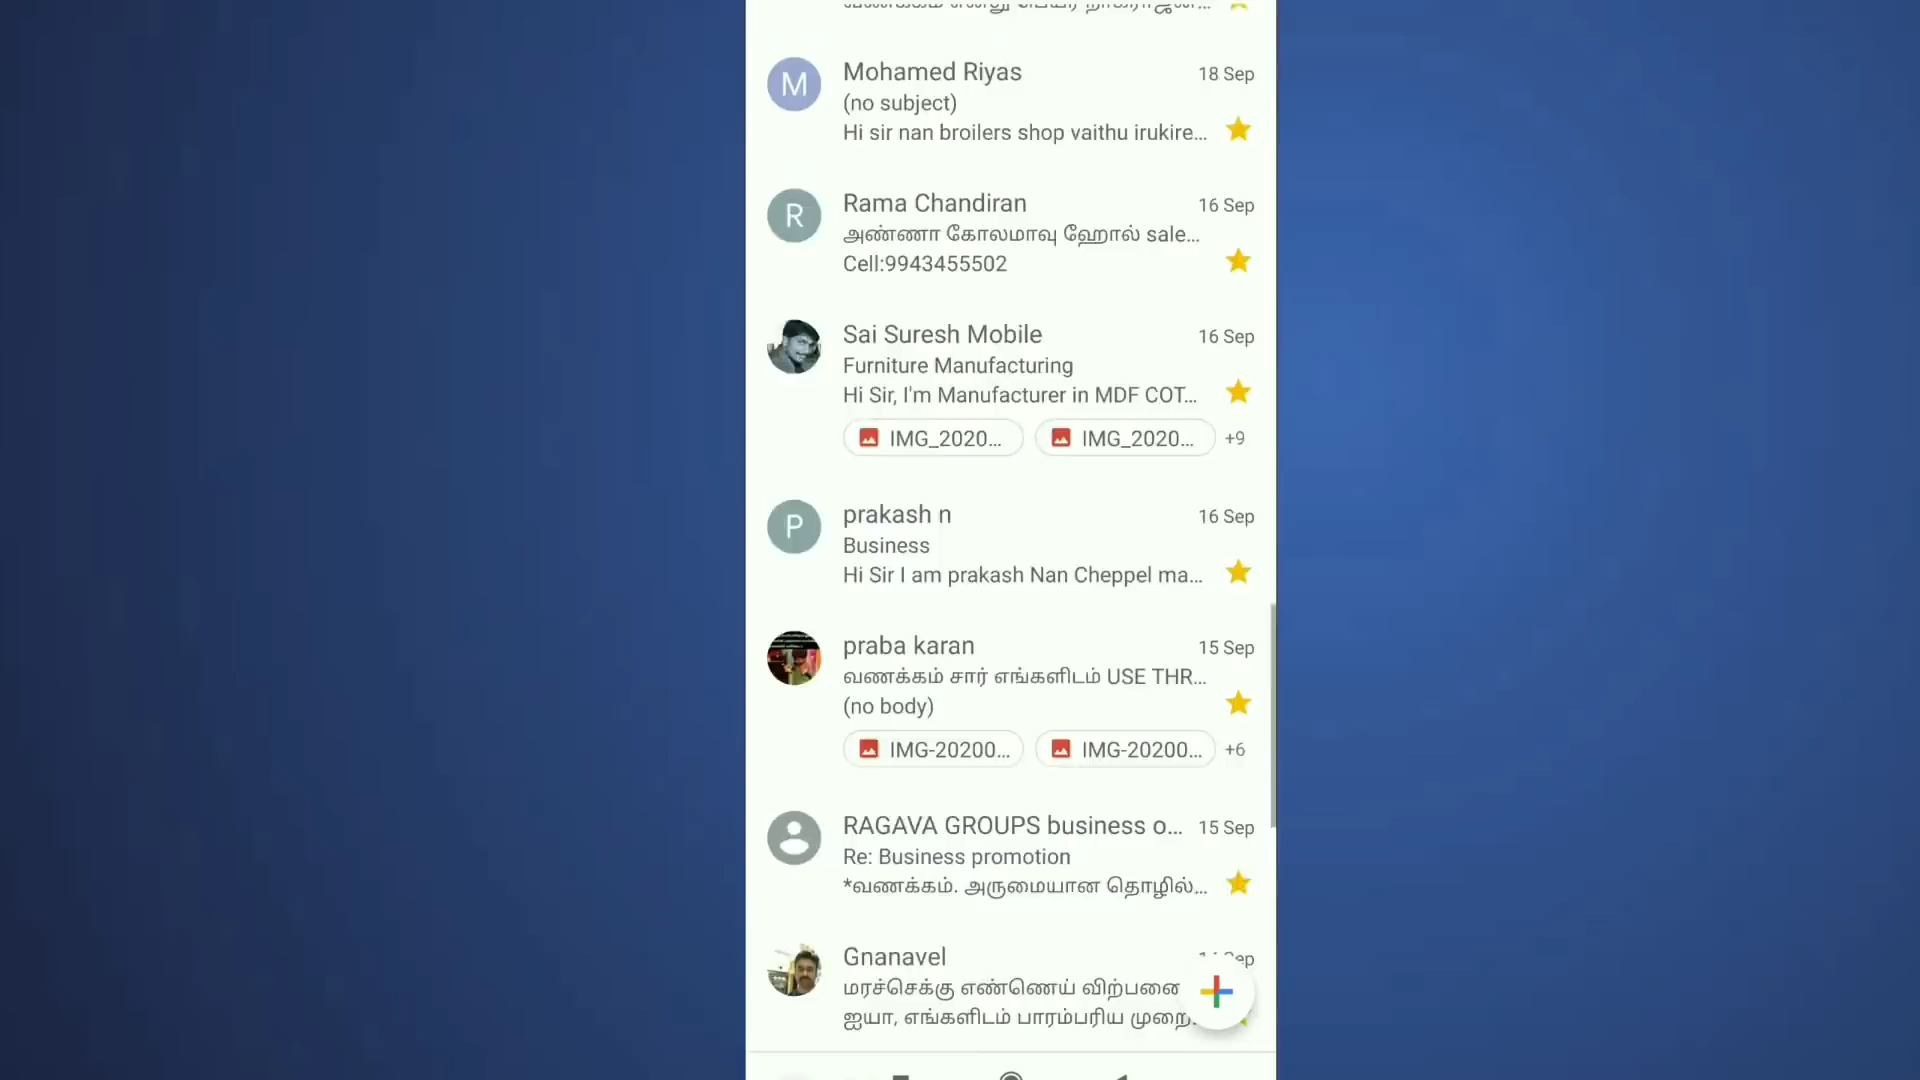 Mohamed Riyas 18 Sep
(no subject)
Hi sir nan broilers shop vaithu irukire...
R Rama Chandiran 16 Sep
அண்ணா கோலமாவு ஹோல் sale...
Cell:9943455502
Sai Suresh Mobile 16 Sep
Furniture Manufacturing
Hi Sir, I'm Manufacturer in MDF COT...
IMG_2020... IMG_2020... +9
P prakash n 16 Sep
Business
Hi Sir I am prakash Nan Cheppel ma...
praba karan 15 Sep
வணக்கம் சார் எங்களிடம் USE THR...
(no body)
IMG-20200... IMG-20200... +6
RAGAVA GROUPS business o... 15 Sep
Re: Business promotion
*வணக்கம். அருமையான தொழில்...
Gnanavel
மரச்செக்கு எண்ணெய் விற்பனை
ஐயா, எங்களிடம் பாரம்பரிய முறை